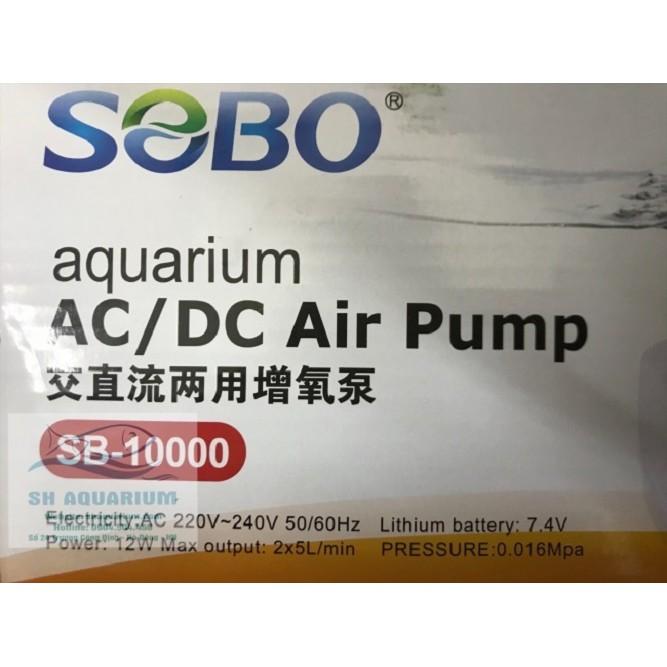 SOBO®
aquarium
AC/DC Air Pump
交直流两用增氧泵
SB-10000
SH AQUARIUM
Electricity:AC 220V~240V 50/60Hz Lithium battery: 7.4V
Power: 12W Max output: 2x5L/min PRESSURE:0.016Mpa